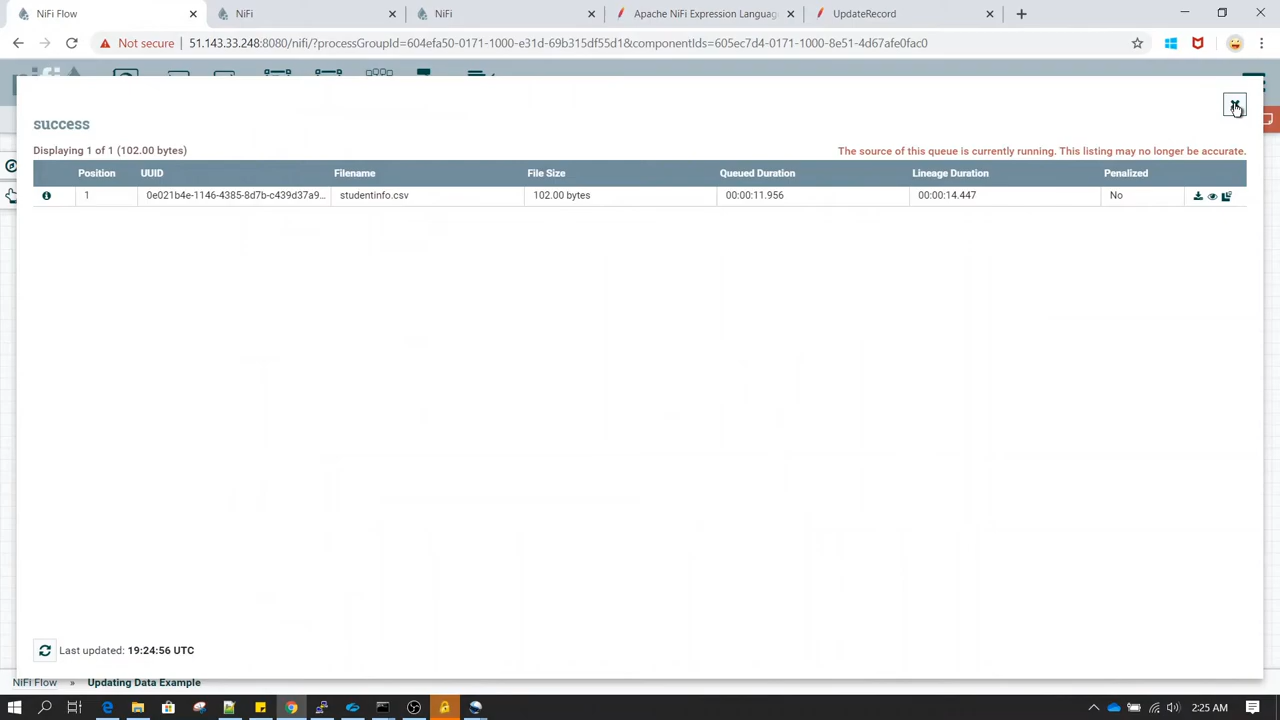 NiFi Flow
NiFi
NiFi
Apache NiFi Expression Languag
UpdateRecord
Not secure
51.143.33.248:8080/nifi/?processGroupId=604efa50-0171-1000-e31d-69b315df55d1&componentIds=605ec7d4-0171-1000-8e51-4d67afe0fac0
success
Displaying 1 of 1 (102.00 bytes)
The source of this queue is currently running. This listing may no longer be accurate.
Position UUID Filename File Size Queued Duration Lineage Duration Penalized
1 0e021b4e-1146-4385-8d7b-c439d37a9... studentinfo.csv 102.00 bytes 00:00:11.956 00:00:14.447 No
Last updated: 19:24:56 UTC
NiFi Flow » Updating Data Example
2:25 AM